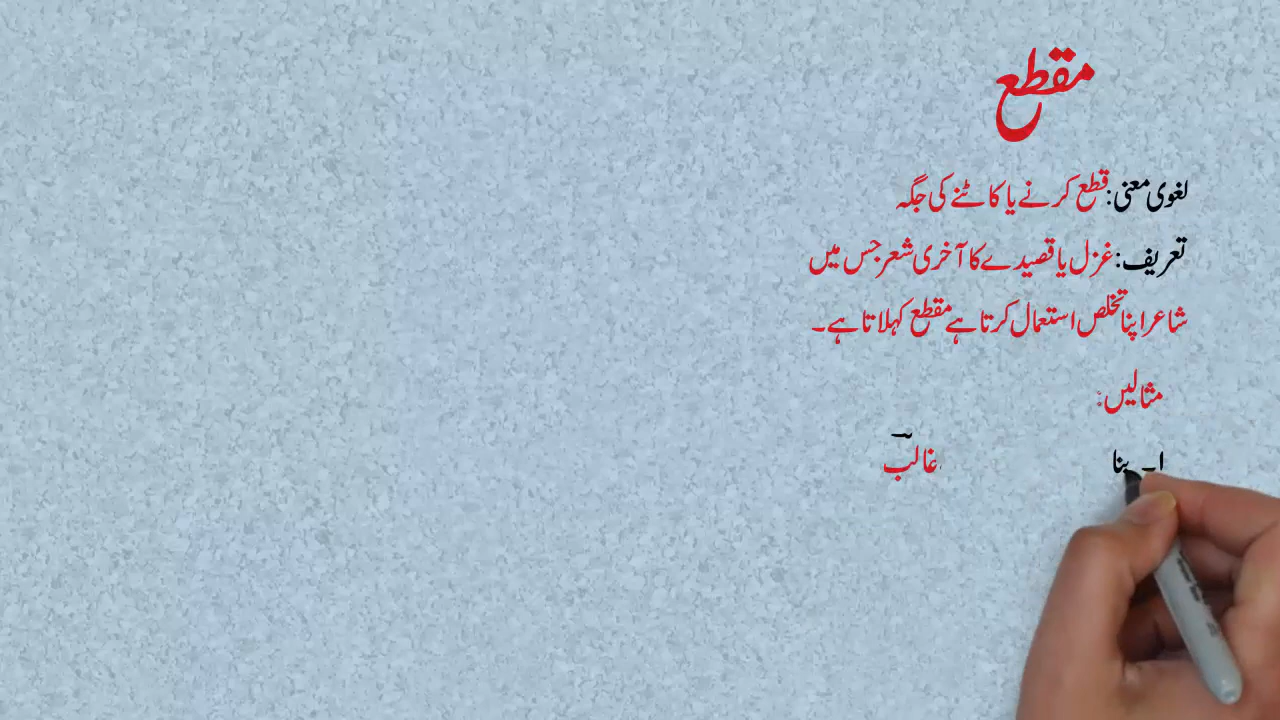 مقطع
لغوی معنی: قطع کرنے یا کاٹنے کی جگہ
تعریف: غزل یا قصیدے کا آخری شعر جس میں
شاعر اپنا تخلص استعمال کرتا ہے مقطع کہلاتا ہے۔
مثالیں:
ا۔ بنا غالب